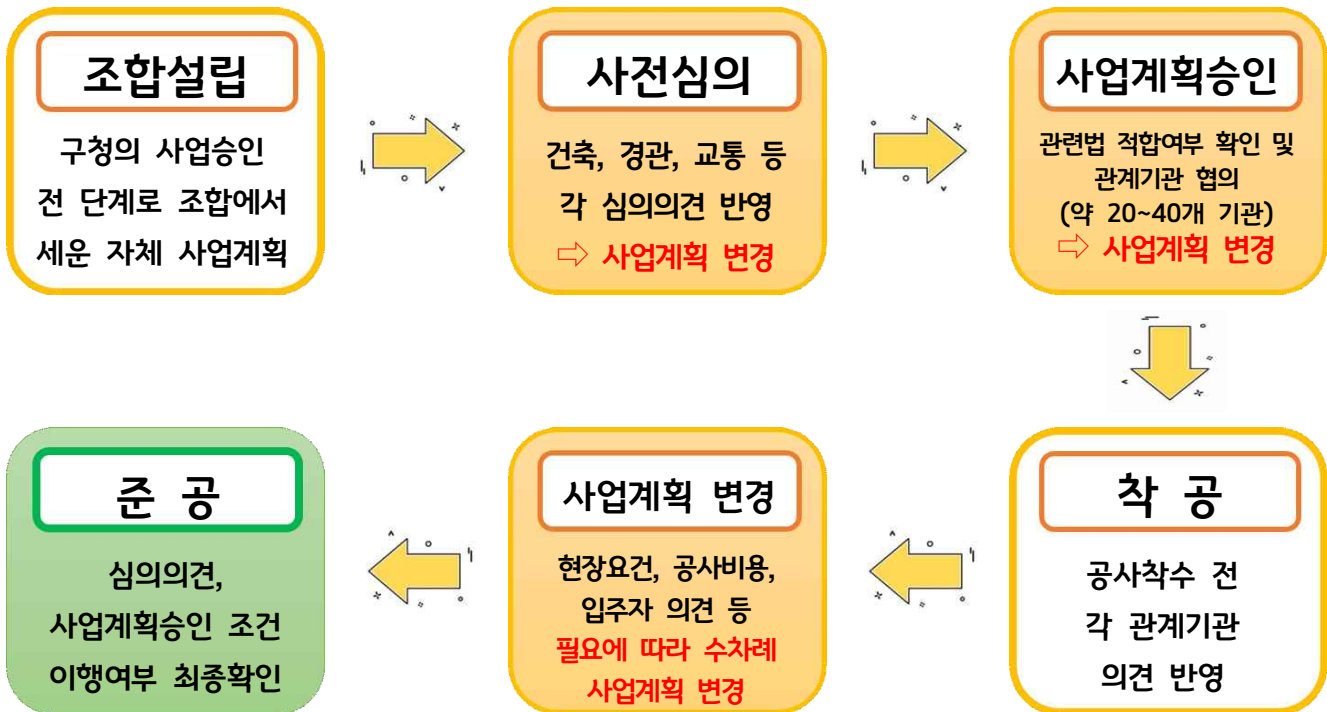 조합설립
구청의 사업승인
전 단계로 조합에서
세운 자체 사업계획
사전심의
건축, 경관, 교통 등
각 심의의견 반영
⇨ 사업계획 변경
사업계획승인
관련법 적합여부 확인 및
관계기관 협의
(약 20~40개 기관)
⇨ 사업계획 변경
착 공
공사착수 전
각 관계기관
의견 반영
사업계획 변경
현장요건, 공사비용,
입주자 의견 등
필요에 따라 수차례
사업계획 변경
준 공
심의의견,
사업계획승인 조건
이행여부 최종확인